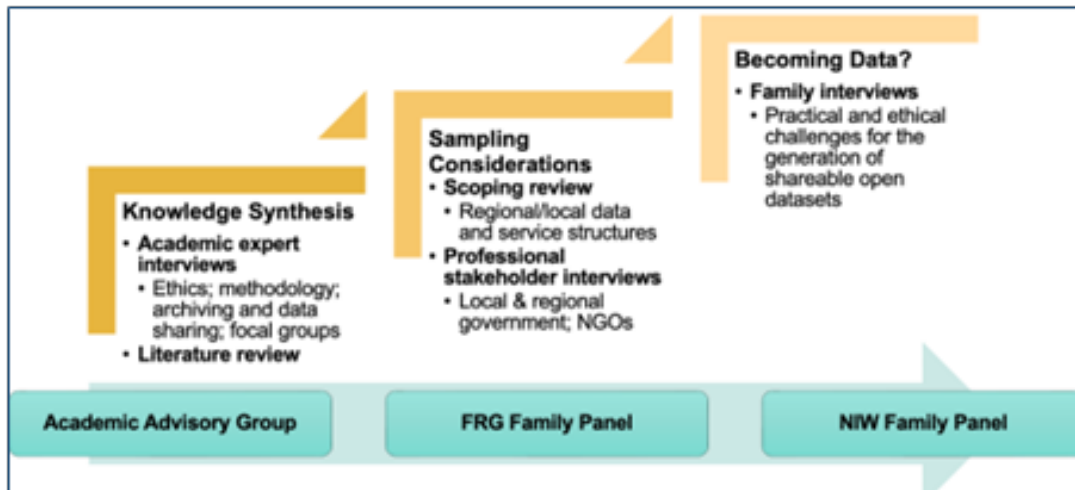 Knowledge Synthesis
• Academic expert
interviews
• Ethics; methodology;
archiving and data
sharing; focal groups
• Literature review
Sampling
Considerations
• Scoping review
• Regional/local data
and service structures
• Professional
stakeholder interviews
• Local & regional
government; NGOs
Becoming Data?
• Family interviews
• Practical and ethical
challenges for the
generation of
shareable open
datasets
Academic Advisory Group
FRG Family Panel
NIW Family Panel